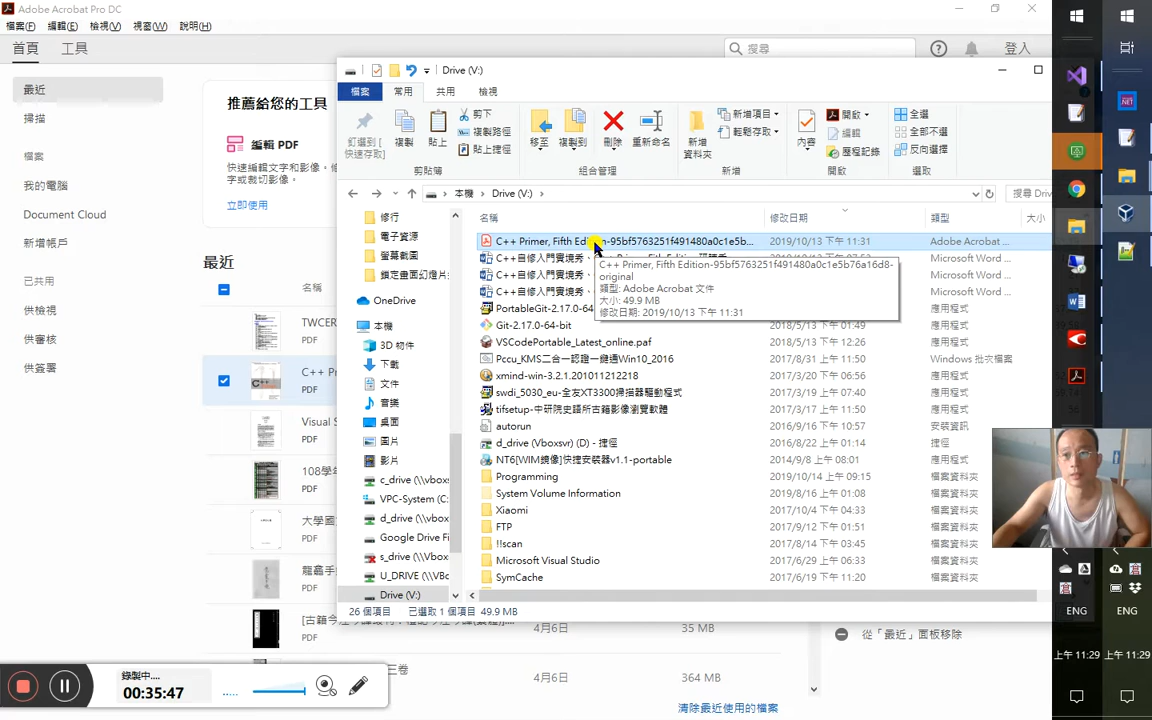 Adobe Acrobat Pro DC
檔案(F) 編輯(E) 檢視(V) 視窗(W) 說明(H)
首頁 工具
搜尋
登入
最近
掃描
檔案
我的電腦
Document Cloud
新增帳戶
已共用
供檢視
供審核
供簽署
推薦給您的工具
編輯 PDF
快速編輯文字和影像。
字或裁切影像。
立即使用
最近
名稱
TWCER
PDF
C++ Pr
PDF
Visual S
PDF
108學年
PDF
大學國
PDF
龍龕手
PDF
PDF
4月6日 35 MB
三卷
4月6日 364 MB
清除最近使用的檔案
從「最近」面板移除
Drive (V:)
檔案 常用 共用 檢視
釘選到 [
快速存取]
複製
貼上
剪下
複製路徑
貼上捷徑
剪貼簿
移至
複製到
刪除
重新命名
組合管理
新增
資料夾
新增項目
輕鬆存取
新增
內容
開啟
編輯
歷程記錄
開啟
全選
全部不選
反向選擇
選取
本機 Drive (V:)
搜尋 Driv
修行
電子資源
螢幕截圖
鎖定畫面幻燈片
OneDrive
本機
3D 物件
下載
文件
音樂
桌面
圖片
影片
c_drive (\\vbox
VPC-System (C:
d_drive (\\vbox
Google Drive Fi
s_drive (\\Vbox
U_DRIVE (\\VBo
Drive (V:)
名稱 修改日期 類型 大小
C++ Primer, Fifth Edition-95bf5763251f491480a0c1e5b... 2019/10/13 下午 11:31 Adobe Acrobat ...
C++自修入門實境秀、 Microsoft Word ...
C++自修入門實境秀、 Microsoft Word ...
C++自修入門實境秀、 Microsoft Word ...
C++ Primer, Fifth Edition-95bf5763251f491480a0c1e5b76a16d8-
original
類型: Adobe Acrobat 文件
大小: 49.9 MB
修改日期: 2019/10/13 下午 11:31
PortableGit-2.17.0-64 應用程式
Git-2.17.0-64-bit 2018/5/13 下午 01:49 應用程式
VSCodePortable_Latest_online.paf 2018/5/13 上午 12:26 應用程式
Pccu_KMS二合一認證一鍵通Win10_2016 2017/8/31 上午 11:50 Windows 批次檔案
xmind-win-3.2.1.201011212218 2017/3/20 上午 06:56 應用程式
swdi_5030_eu-全友XT3300掃描器驅動程式 2017/3/19 下午 12:14 應用程式
tifsetup-中研院史語所古籍影像瀏覽軟體 2017/3/17 上午 11:50 應用程式
autorun 2016/9/16 下午 10:57 安裝資訊
d_drive (Vboxsvr) (D) - 捷徑 2016/8/22 上午 01:14 捷徑
NT6[WIM鏡像]快捷安裝器v1.1-portable 2014/9/8 上午 08:01 應用程式
Programming 2019/10/14 上午 09:15 檔案資料夾
System Volume Information 2019/8/16 上午 01:08 檔案資料夾
Xiaomi 2017/10/4 上午 04:33 檔案資料夾
FTP 2017/9/12 上午 01:51 檔案資料夾
!!scan 2017/8/14 上午 03:45 檔案資料夾
Microsoft Visual Studio 2017/6/29 上午 06:33 檔案資料夾
SymCache 2017/6/19 上午 11:20 檔案資料夾
26 個項目 已選取 1 個項目 49.9 MB
錄製中...
00:35:47
ENG ENG
上午 11:29 上午 11:29